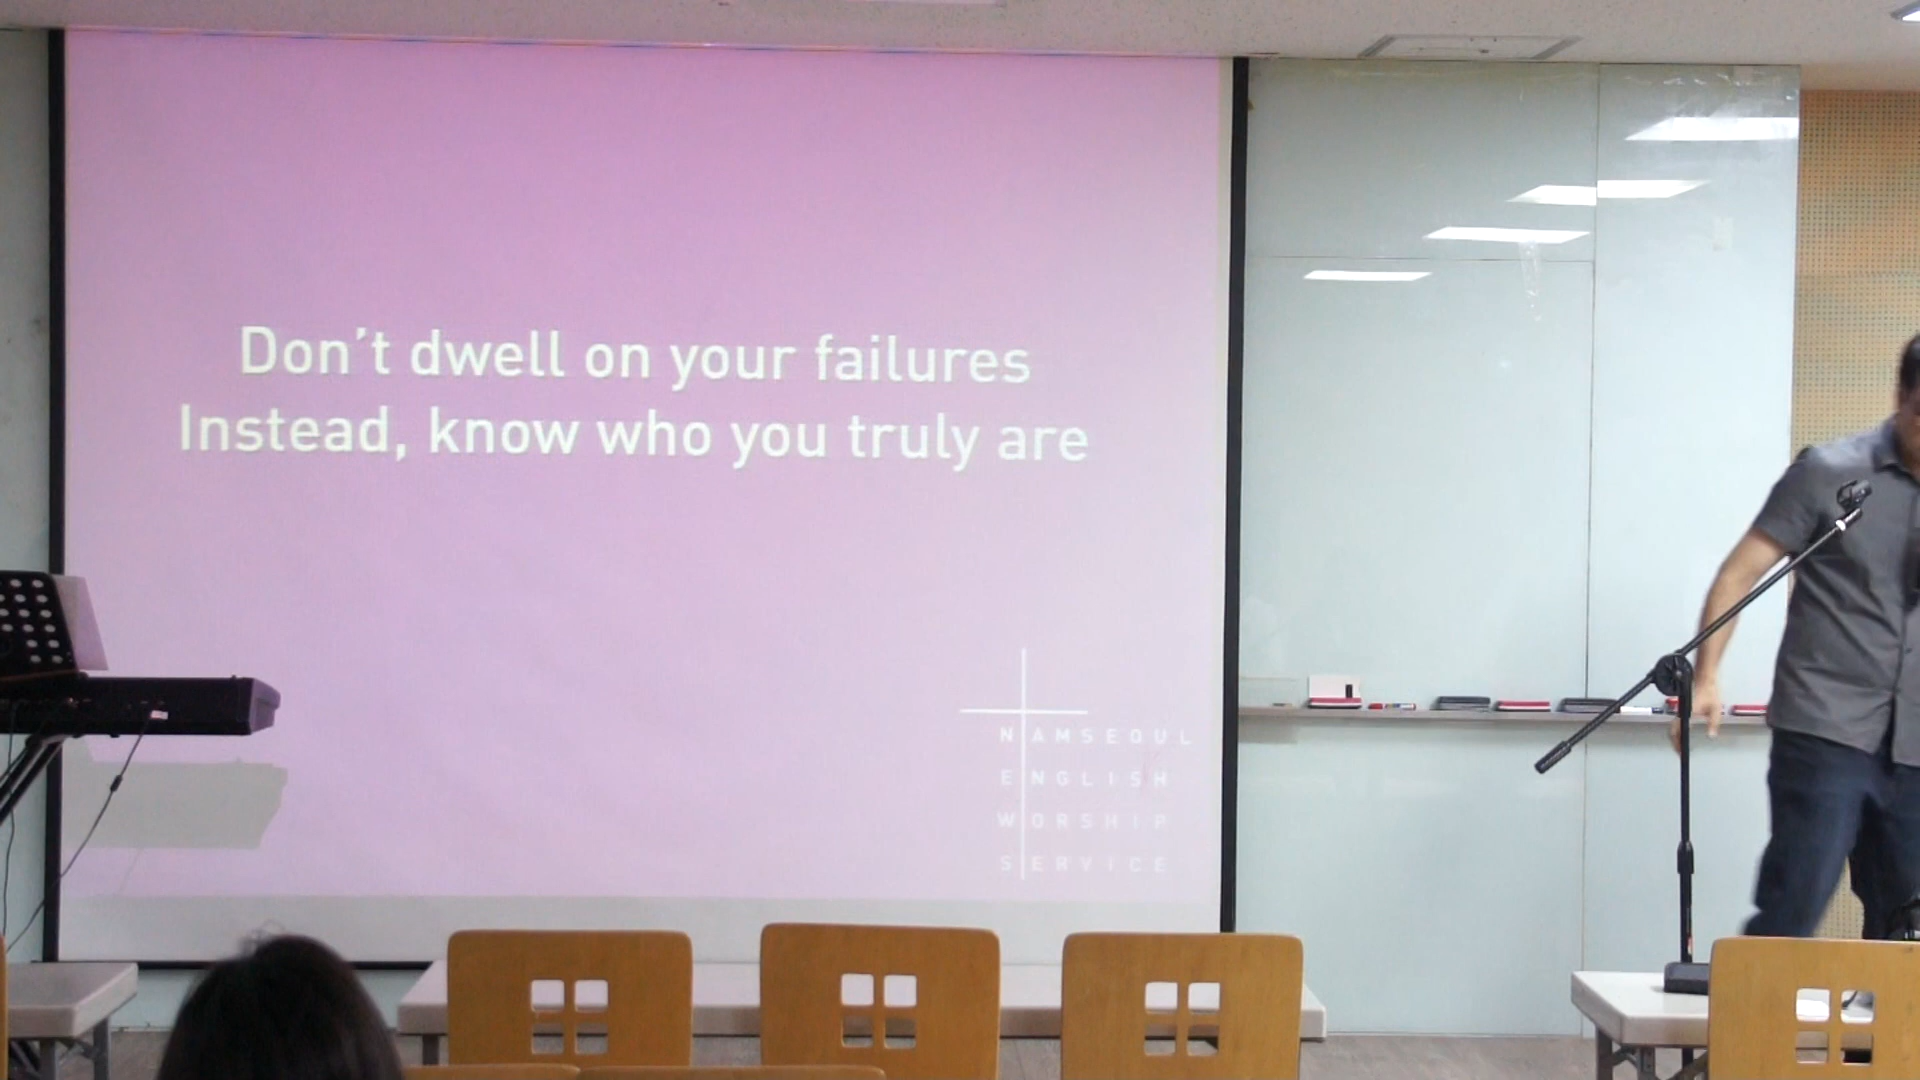 Don't dwell on your failures
Instead, know who you truly are
NAMSEOUL
ENGLISH
WORSHIP
SERVICE